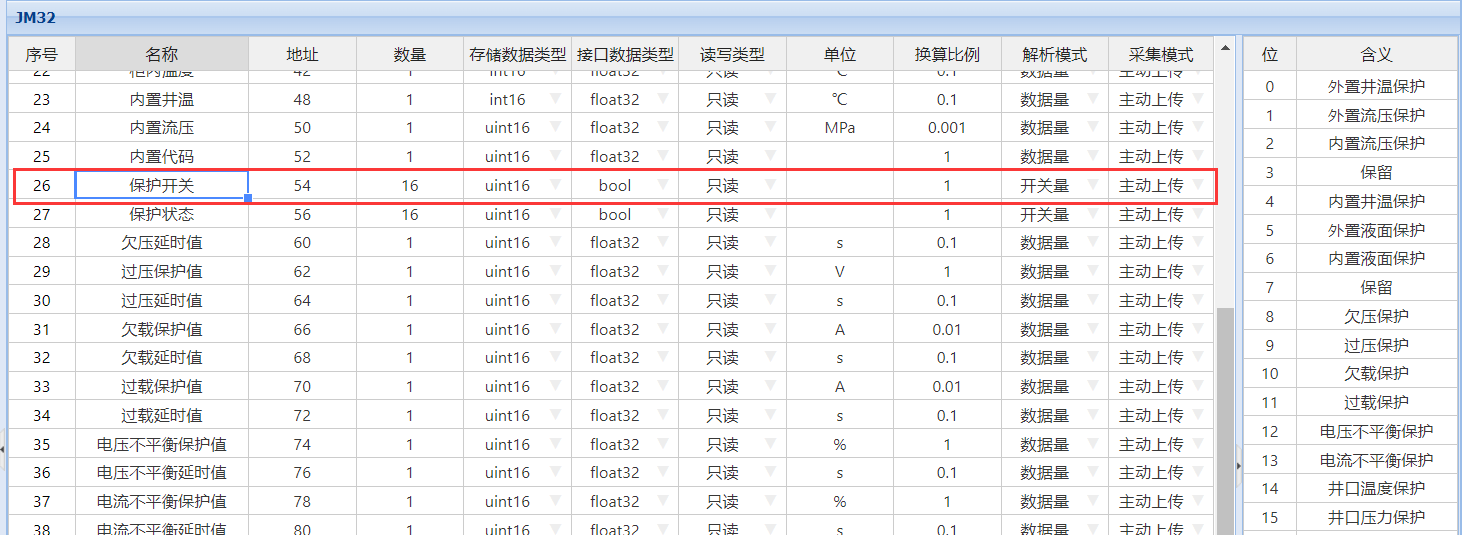 JM32
序号 名称 地址 数量 存储数据类型 接口数据类型 读写类型 单位 换算比例 解析模式 采集模式 位 含义
22 柜内温度 42 1 int16 float32 只读 ℃ 0.1 数据量 主动上传 0 外置井温保护
23 内置井温 48 1 int16 float32 只读 ℃ 0.1 数据量 主动上传 1 外置流压保护
24 内置流压 50 1 uint16 float32 只读 MPa 0.001 数据量 主动上传 2 内置流压保护
25 内置代码 52 1 uint16 float32 只读 1 数据量 主动上传 3 保留
26 保护开关 54 16 uint16 bool 只读 1 开关量 主动上传 4 内置井温保护
27 保护状态 56 16 uint16 bool 只读 1 开关量 主动上传 5 外置液面保护
28 欠压延时值 60 1 uint16 float32 只读 s 0.1 数据量 主动上传 6 内置液面保护
29 过压保护值 62 1 uint16 float32 只读 V 1 数据量 主动上传 7 保留
30 过压延时值 64 1 uint16 float32 只读 s 0.1 数据量 主动上传 8 欠压保护
31 欠载保护值 66 1 uint16 float32 只读 A 0.01 数据量 主动上传 9 过压保护
32 欠载延时值 68 1 uint16 float32 只读 s 0.1 数据量 主动上传 10 欠载保护
33 过载保护值 70 1 uint16 float32 只读 A 0.01 数据量 主动上传 11 过载保护
34 过载延时值 72 1 uint16 float32 只读 s 0.1 数据量 主动上传 12 电压不平衡保护
35 电压不平衡保护值 74 1 uint16 float32 只读 % 1 数据量 主动上传 13 电流不平衡保护
36 电压不平衡延时值 76 1 uint16 float32 只读 s 0.1 数据量 主动上传 14 井口温度保护
37 电流不平衡保护值 78 1 uint16 float32 只读 % 1 数据量 主动上传 15 井口压力保护
38 电流不平衡延时值 80 1 uint16 float32 只读 s 0.1 数据量 主动上传